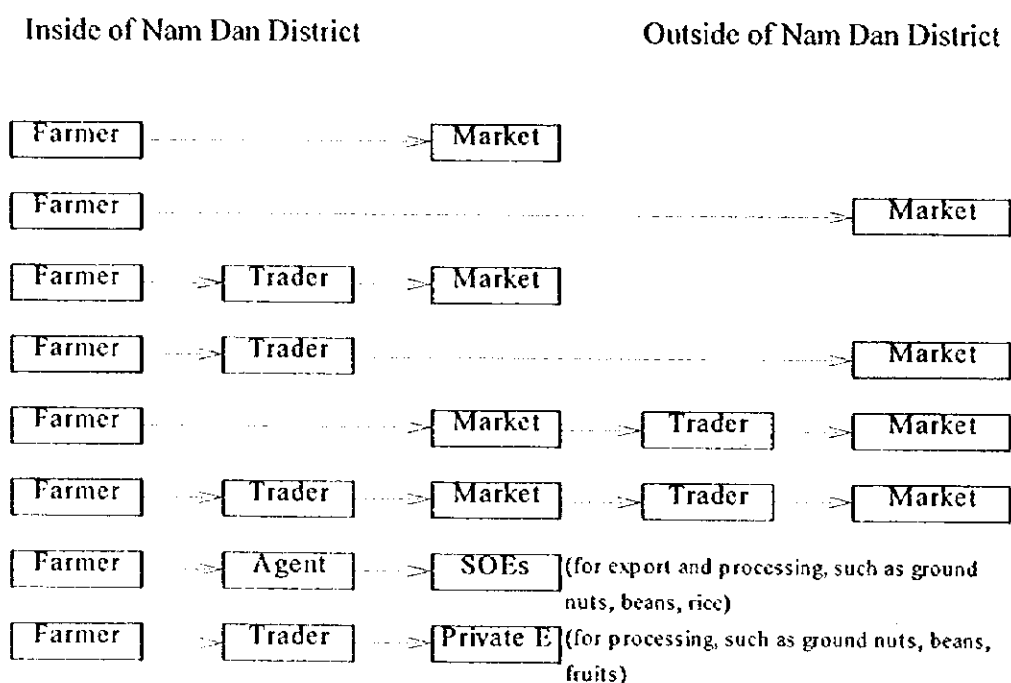 Inside of Nam Dan District Outside of Nam Dan District
Farmer Market
Farmer Market
Farmer Trader Market
Farmer Trader Market
Farmer Market Trader Market
Farmer Trader Market Trader Market
Farmer Agent SOEs (for export and processing, such as ground
nuts, beans, rice)
Farmer Trader Private E (for processing, such as ground nuts, beans,
fruits)